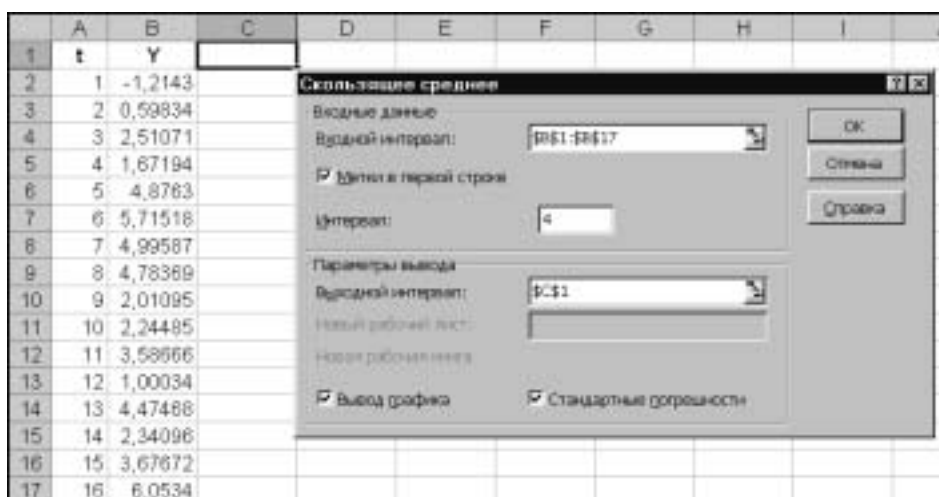 A B C D E F G H I
1 t Y
2 1 -1,2143
3 2 0,59834
4 3 2,51071
5 4 1,67194
6 5 4,8763
7 6 5,71518
8 7 4,99587
9 8 4,78369
10 9 2,01095
11 10 2,24485
12 11 3,58666
13 12 1,00034
14 13 4,47468
15 14 2,34096
16 15 3,67672
17 16 6,0534
Скользящее среднее
Входные данные
Входной интервал: $B$1:$B$17
Метки в первой строке
Интервал: 4
Параметры вывода
Выходной интервал: $C$1
Новый рабочий лист:
Новая рабочая книга
Вывод графика Стандартные погрешности
OK
Отмена
Справка